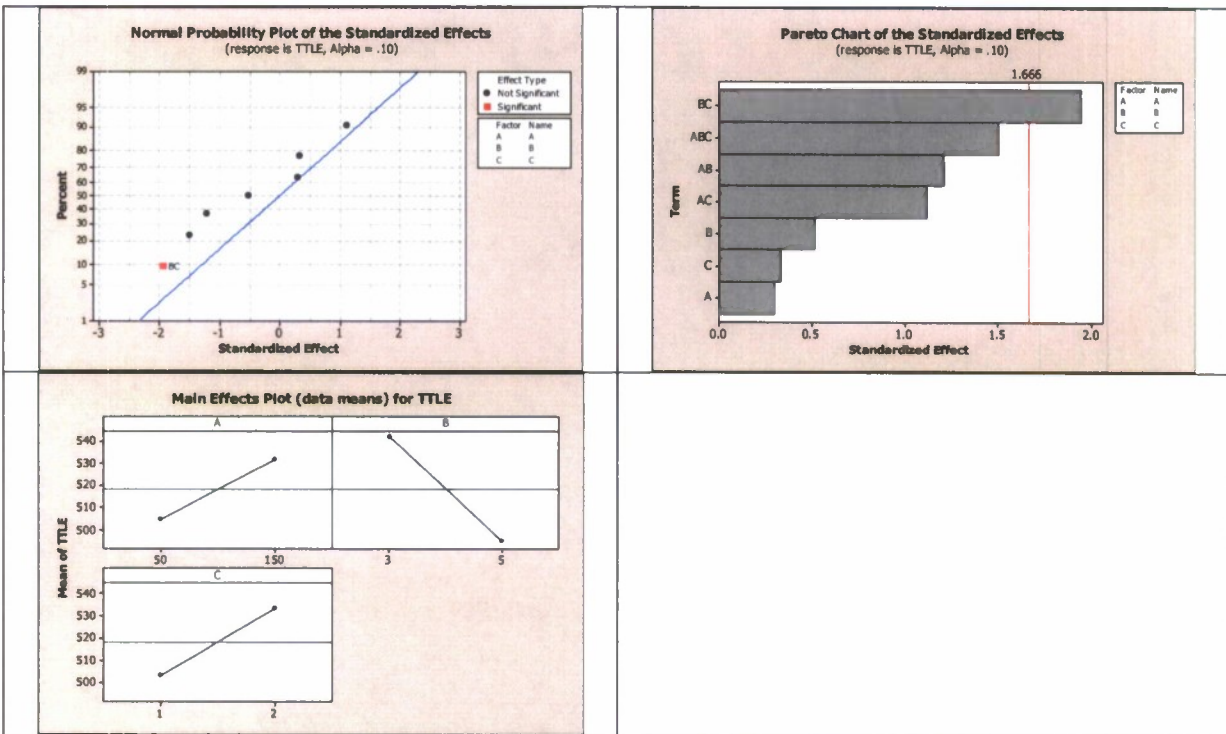 Normal Probability Plot of the Standardized Effects
(response is TTLE, Alpha = .10)
99
95
90
80
70
60
50
40
30
20
10
5
1
Percent
BC
-3 -2 -1 0 1 2 3
Standardized Effect
Effect Type
Not Significant
Significant
Factor Name
A A
B B
C C
Pareto Chart of the Standardized Effects
(response is TTLE, Alpha = .10)
1.666
Term
BC
ABC
AB
AC
B
C
A
0.0 0.5 1.0 1.5 2.0
Standardized Effect
Factor Name
A A
B B
C C
Main Effects Plot (data means) for TTLE
Mean of TTLE
A B
540
530
520
510
500
50 150 3 5
C
540
530
520
510
500
1 2